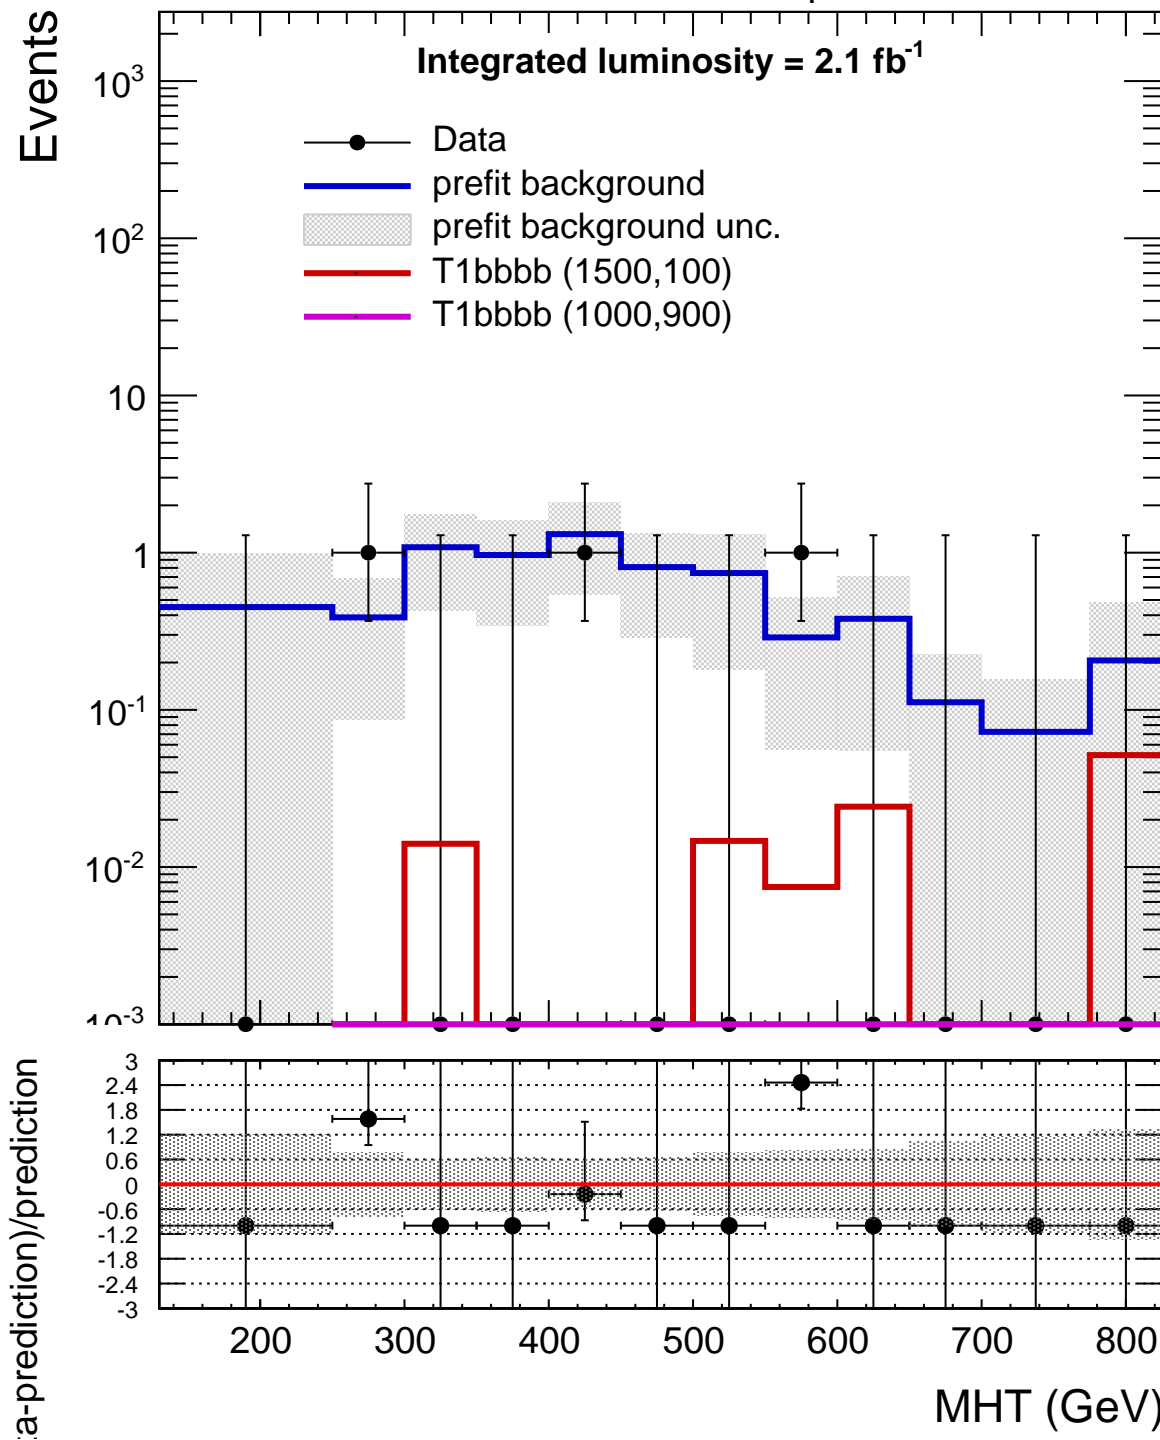 Events
Integrated luminosity = 2.1 fb⁻¹
Data
prefit background
prefit background unc.
T1bbbb (1500,100)
T1bbbb (1000,900)
10³
10²
10
1
10⁻¹
10⁻²
10⁻³
3
2.4
1.8
1.2
0.6
0
-0.6
-1.2
-1.8
-2.4
-3
ta-prediction)/prediction
200 300 400 500 600 700 800
MHT (GeV)